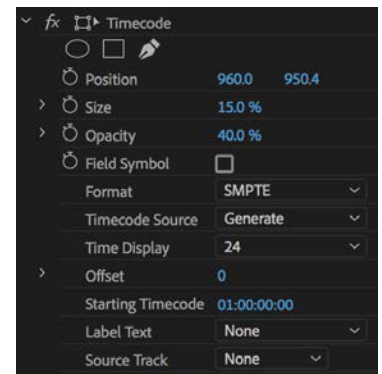 fx Timecode
Position 960.0 950.4
Size 15.0 %
Opacity 40.0 %
Field Symbol
Format SMPTE
Timecode Source Generate
Time Display 24
Offset 0
Starting Timecode 01:00:00:00
Label Text None
Source Track None